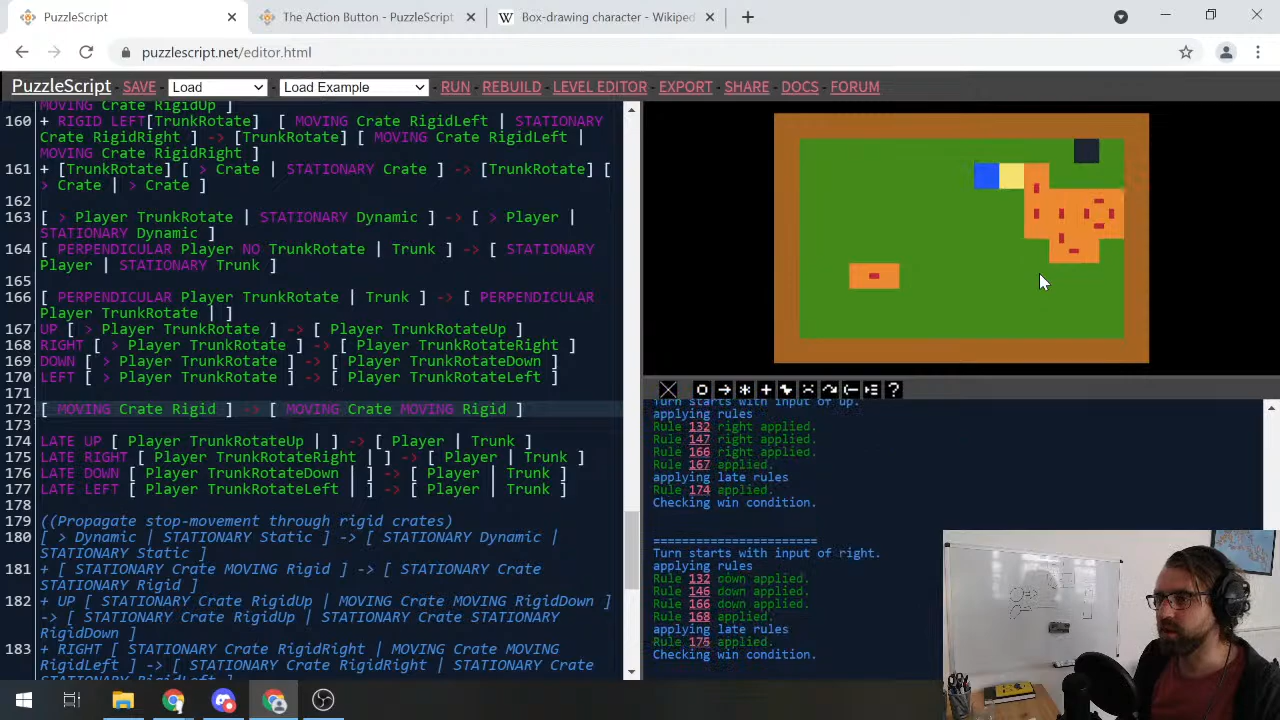 PuzzleScript
The Action Button - PuzzleScript
Box-drawing character - Wikiped
puzzlescript.net/editor.html
PuzzleScript - SAVE Load Load Example - RUN - REBUILD - LEVEL EDITOR - EXPORT - SHARE - DOCS - FORUM
MOVING Crate RigidUp ]
160 + RIGID LEFT[TrunkRotate] [ MOVING Crate RigidLeft | STATIONARY
Crate RigidRight ] -> [TrunkRotate] [ MOVING Crate RigidLeft |
MOVING Crate RigidRight ]
161 + [TrunkRotate] [ > Crate | STATIONARY Crate ] -> [TrunkRotate] [
> Crate | > Crate ]
162
163 [ > Player TrunkRotate | STATIONARY Dynamic ] -> [ > Player |
STATIONARY Dynamic ]
164 [ PERPENDICULAR Player NO TrunkRotate | Trunk ] -> [ STATIONARY
Player | STATIONARY Trunk ]
165
166 [ PERPENDICULAR Player TrunkRotate | Trunk ] -> [ PERPENDICULAR
Player TrunkRotate | ]
167 UP [ > Player TrunkRotate ] -> [ Player TrunkRotateUp ]
168 RIGHT [ > Player TrunkRotate ] -> [ Player TrunkRotateRight ]
169 DOWN [ > Player TrunkRotate ] -> [ Player TrunkRotateDown ]
170 LEFT [ > Player TrunkRotate ] -> [ Player TrunkRotateLeft ]
171
172 [ MOVING Crate Rigid ] -> [ MOVING Crate MOVING Rigid ]
173
174 LATE UP [ Player TrunkRotateUp | ] -> [ Player | Trunk ]
175 LATE RIGHT [ Player TrunkRotateRight | ] -> [ Player | Trunk ]
176 LATE DOWN [ Player TrunkRotateDown | ] -> [ Player | Trunk ]
177 LATE LEFT [ Player TrunkRotateLeft | ] -> [ Player | Trunk ]
178
179 ((Propagate stop-movement through rigid crates)
180 [ > Dynamic | STATIONARY Static ] -> [ STATIONARY Dynamic |
STATIONARY Static ]
181 + [ STATIONARY Crate MOVING Rigid ] -> [ STATIONARY Crate
STATIONARY Rigid ]
182 + UP [ STATIONARY Crate RigidUp | MOVING Crate MOVING RigidDown ]
-> [ STATIONARY Crate RigidUp | STATIONARY Crate STATIONARY
RigidDown ]
183 + RIGHT [ STATIONARY Crate RigidRight | MOVING Crate MOVING
RigidLeft ] -> [ STATIONARY Crate RigidRight | STATIONARY Crate
STATIONARY RigidLeft ]
Turn starts with input of up.
applying rules
Rule 132 right applied.
Rule 147 right applied.
Rule 166 right applied.
Rule 167 applied.
applying late rules
Rule 174 applied.
Checking win condition.
=======================
Turn starts with input of right.
applying rules
Rule 132 down applied.
Rule 146 down applied.
Rule 166 down applied.
Rule 168 applied.
applying late rules
Rule 175 applied.
Checking win condition.